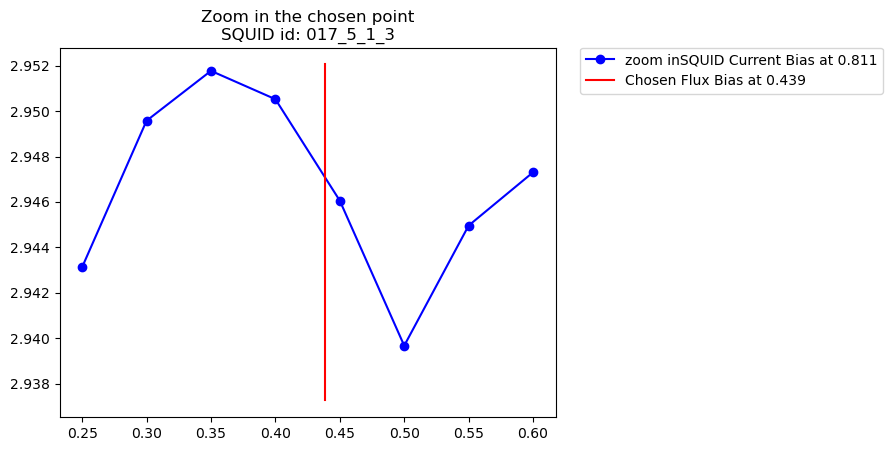 Zoom in the chosen point
SQUID id: 017_5_1_3
zoom inSQUID Current Bias at 0.811
Chosen Flux Bias at 0.439
2.952
2.950
2.948
2.946
2.944
2.942
2.940
2.938
0.25 0.30 0.35 0.40 0.45 0.50 0.55 0.60